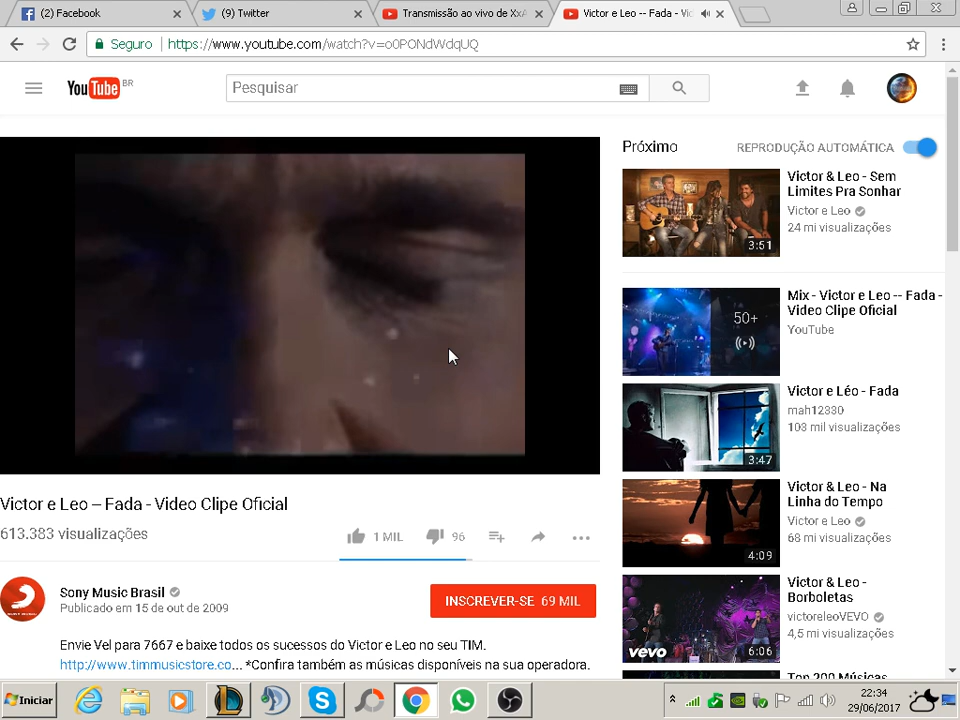 (2) Facebook
(9) Twitter
Transmissão ao vivo de XxA
Victor e Leo -- Fada - Vic
Seguro
https://www.youtube.com/watch?v=o0PONdWdqUQ
YouTube BR
Pesquisar
Próximo
REPRODUÇÃO AUTOMÁTICA
Victor & Leo - Sem
Limites Pra Sonhar
Victor e Leo
24 mi visualizações
3:51
Mix - Victor e Leo -- Fada -
Video Clipe Oficial
YouTube
50+
Victor e Léo - Fada
mah12330
103 mil visualizações
3:47
Victor & Leo - Na
Linha do Tempo
Victor e Leo
68 mi visualizações
4:09
Victor & Leo -
Borboletas
victoreleoVEVO
4,5 mi visualizações
vevo
6:06
Top 200 Músicas
Victor e Leo -- Fada - Video Clipe Oficial
613.383 visualizações
1 MIL
96
Sony Music Brasil
Publicado em 15 de out de 2009
INSCREVER-SE 69 MIL
Envie Vel para 7667 e baixe todos os sucessos do Victor e Leo no seu TIM.
http://www.timmusicstore.co... *Confira também as músicas disponíveis na sua operadora.
Iniciar
22:34
29/06/2017